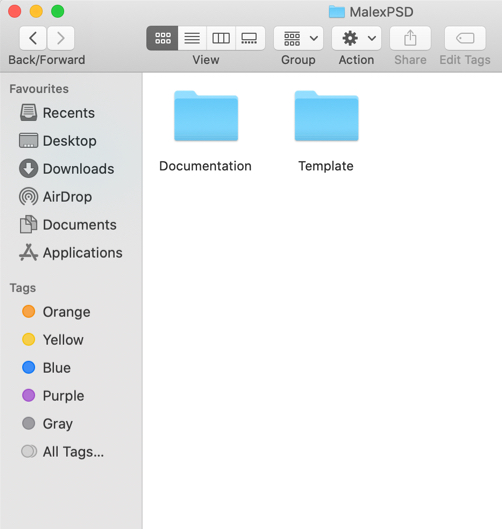 MalexPSD
Back/Forward
View
Group
Action
Share
Edit Tags
Favourites
Recents
Desktop
Downloads
AirDrop
Documents
Applications
Tags
Orange
Yellow
Blue
Purple
Gray
All Tags...
Documentation
Template